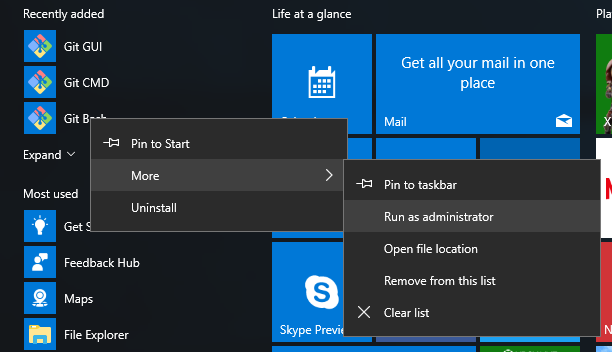 Recently added
Life at a glance
Git GUI
Git CMD
Git Bash
Get all your mail in one
place
Mail
Expand
Pin to Start
More
Uninstall
Pin to taskbar
Run as administrator
Open file location
Remove from this list
Clear list
Most used
Get
Feedback Hub
Maps
File Explorer
Skype